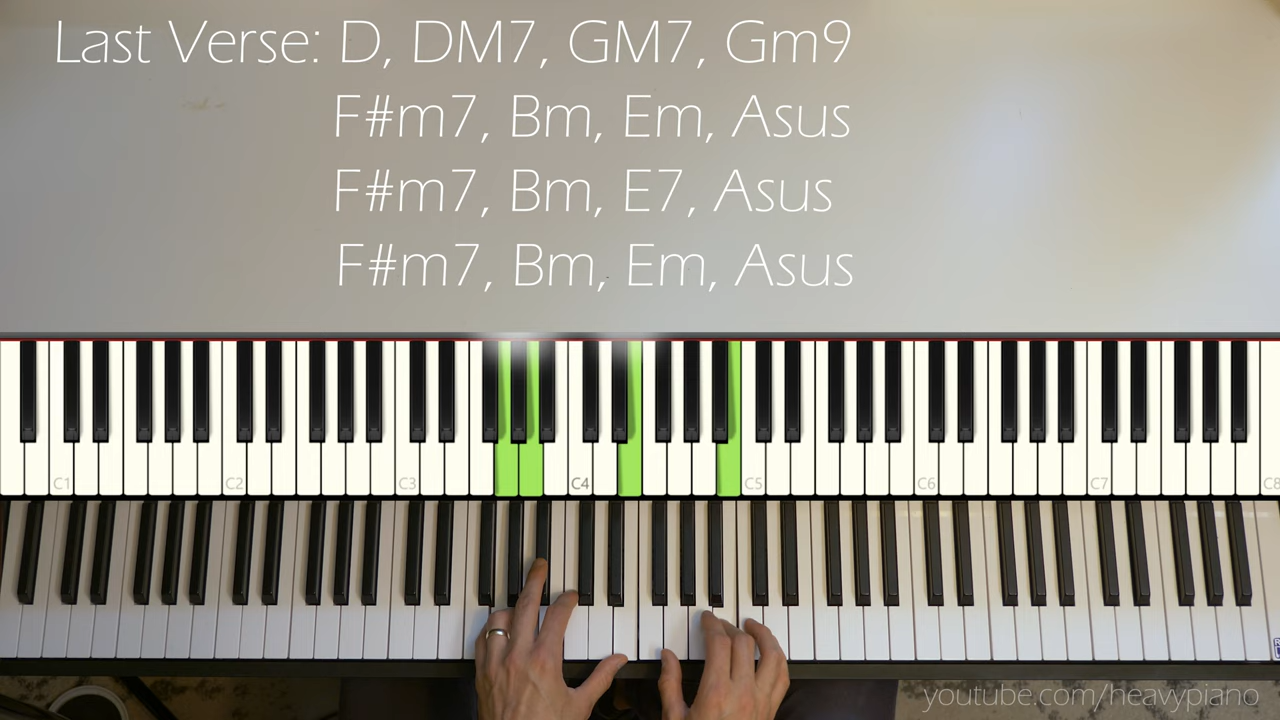 Last Verse: D, DM7, GM7, Gm9
F#m7, Bm, Em, Asus
F#m7, Bm, E7, Asus
F#m7, Bm, Em, Asus
C1 C2 C3 C4 C5 C6 C7 C8
youtube.com/heavypiano